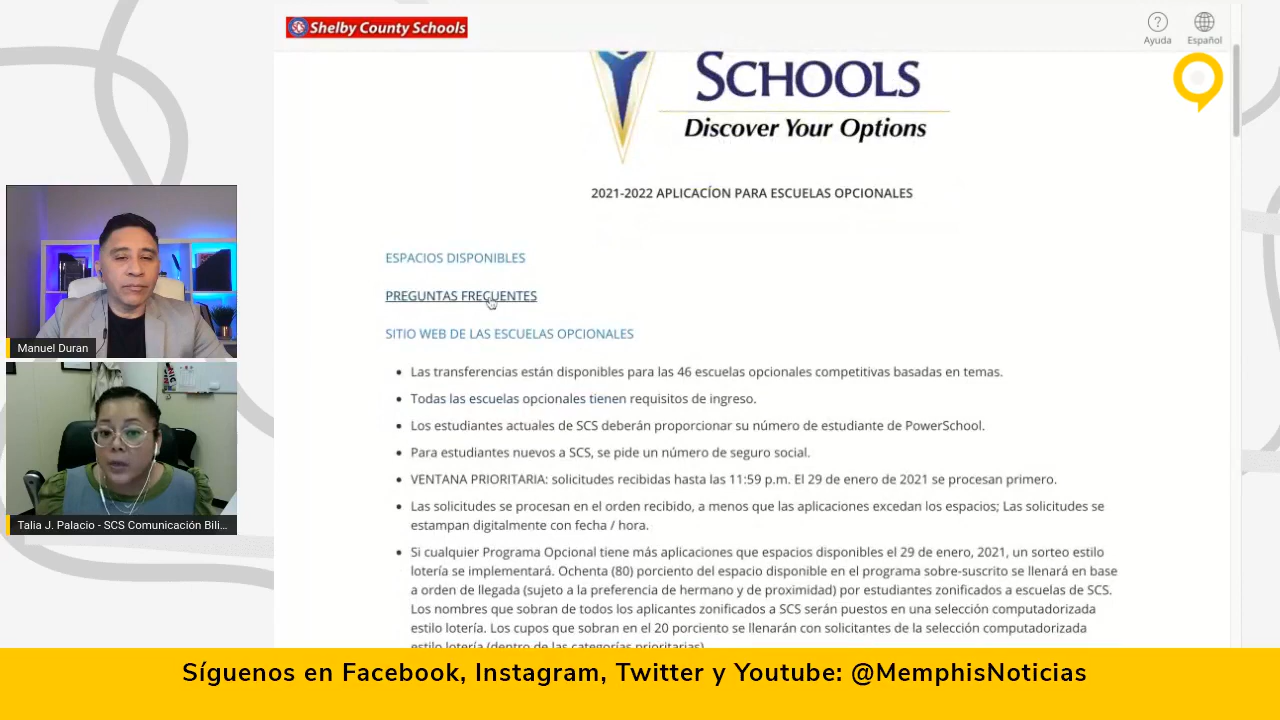 Shelby County Schools
Ayuda
Español
SCHOOLS
Discover Your Options
2021-2022 APLICACÍON PARA ESCUELAS OPCIONALES
ESPACIOS DISPONIBLES
PREGUNTAS FRECUENTES
SITIO WEB DE LAS ESCUELAS OPCIONALES
Las transferencias están disponibles para las 46 escuelas opcionales competitivas basadas en temas.
Todas las escuelas opcionales tienen requisitos de ingreso.
Los estudiantes actuales de SCS deberán proporcionar su número de estudiante de PowerSchool.
Para estudiantes nuevos a SCS, se pide un número de seguro social.
VENTANA PRIORITARIA: solicitudes recibidas hasta las 11:59 p.m. El 29 de enero de 2021 se procesan primero.
Las solicitudes se procesan en el orden recibido, a menos que las aplicaciones excedan los espacios; Las solicitudes se
estampan digitalmente con fecha / hora.
Si cualquier Programa Opcional tiene más aplicaciones que espacios disponibles el 29 de enero, 2021, un sorteo estilo
lotería se implementará. Ochenta (80) porciento del espacio disponible en el programa sobre-suscrito se llenará en base
a orden de llegada (sujeto a la preferencia de hermano y de proximidad) por estudiantes zonificados a escuelas de SCS.
Los nombres que sobran de todos los aplicantes zonificados a SCS serán puestos en una selección computadorizada
estilo lotería. Los cupos que sobran en el 20 porciento se llenarán con solicitantes de la selección computadorizada
estilo lotería (dentro de las categorías prioritarias).
Manuel Duran
Talia J. Palacio - SCS Comunicación Bili...
Síguenos en Facebook, Instagram, Twitter y Youtube: @MemphisNoticias